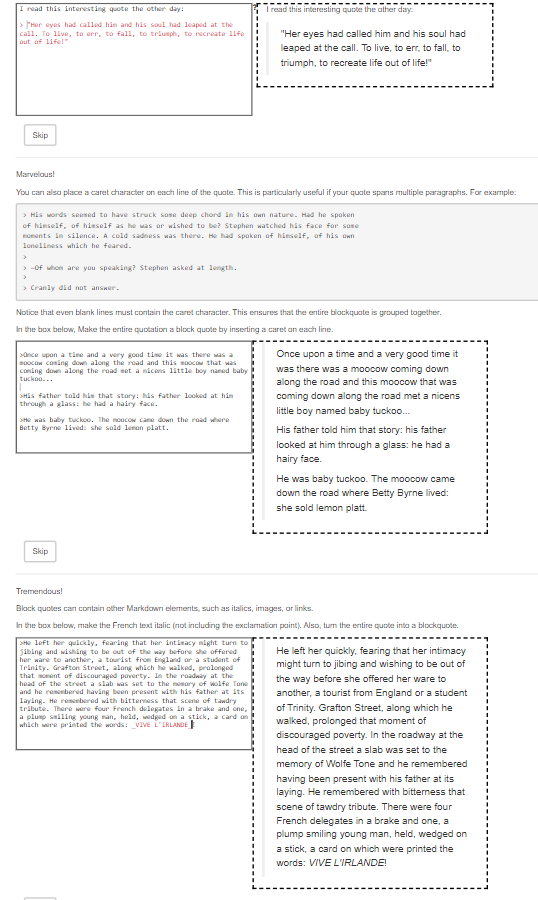 I read this interesting quote the other day:
> "Her eyes had called him and his soul had leaped at the
call. To live, to err, to fall, to triumph, to recreate life
out of life!"
I read this interesting quote the other day:
"Her eyes had called him and his soul had
leaped at the call. To live, to err, to fall, to
triumph, to recreate life out of life!"
Skip
Marvelous!
You can also place a caret character on each line of the quote. This is particularly useful if your quote spans multiple paragraphs. For example:
> His words seemed to have struck some deep chord in his own nature. Had he spoken
of himself, of himself as he was or wished to be? Stephen watched his face for some
moments in silence. A cold sadness was there. He had spoken of himself, of his own
loneliness which he feared.
>
> —Of whom are you speaking? Stephen asked at length.
>
> Cranly did not answer.
Notice that even blank lines must contain the caret character. This ensures that the entire blockquote is grouped together.
In the box below, Make the entire quotation a block quote by inserting a caret on each line.
>Once upon a time and a very good time it was there was a
moocow coming down along the road and this moocow that was
coming down along the road met a nicens little boy named baby
tuckoo...
>His father told him that story: his father looked at him
through a glass: he had a hairy face.
>He was baby tuckoo. The moocow came down the road where
Betty Byrne lived: she sold lemon platt.
Once upon a time and a very good time it
was there was a moocow coming down
along the road and this moocow that was
coming down along the road met a nicens
little boy named baby tuckoo...
His father told him that story: his father
looked at him through a glass: he had a
hairy face.
He was baby tuckoo. The moocow came
down the road where Betty Byrne lived:
she sold lemon platt.
Skip
Tremendous!
Block quotes can contain other Markdown elements, such as italics, images, or links.
In the box below, make the French text italic (not including the exclamation point). Also, turn the entire quote into a blockquote.
>He left her quickly, fearing that her intimacy might turn to
jibing and wishing to be out of the way before she offered
her ware to another, a tourist from England or a student of
Trinity. Grafton Street, along which he walked, prolonged
that moment of discouraged poverty. In the roadway at the
head of the street a slab was set to the memory of Wolfe Tone
and he remembered having been present with his father at its
laying. He remembered with bitterness that scene of tawdry
tribute. There were four French delegates in a brake and one,
a plump smiling young man, held, wedged on a stick, a card on
which were printed the words: _VIVE L'IRLANDE_!
He left her quickly, fearing that her intimacy
might turn to jibing and wishing to be out of
the way before she offered her ware to
another, a tourist from England or a student
of Trinity. Grafton Street, along which he
walked, prolonged that moment of
discouraged poverty. In the roadway at the
head of the street a slab was set to the
memory of Wolfe Tone and he remembered
having been present with his father at its
laying. He remembered with bitterness that
scene of tawdry tribute. There were four
French delegates in a brake and one, a
plump smiling young man, held, wedged on
a stick, a card on which were printed the
words: VIVE L'IRLANDE!